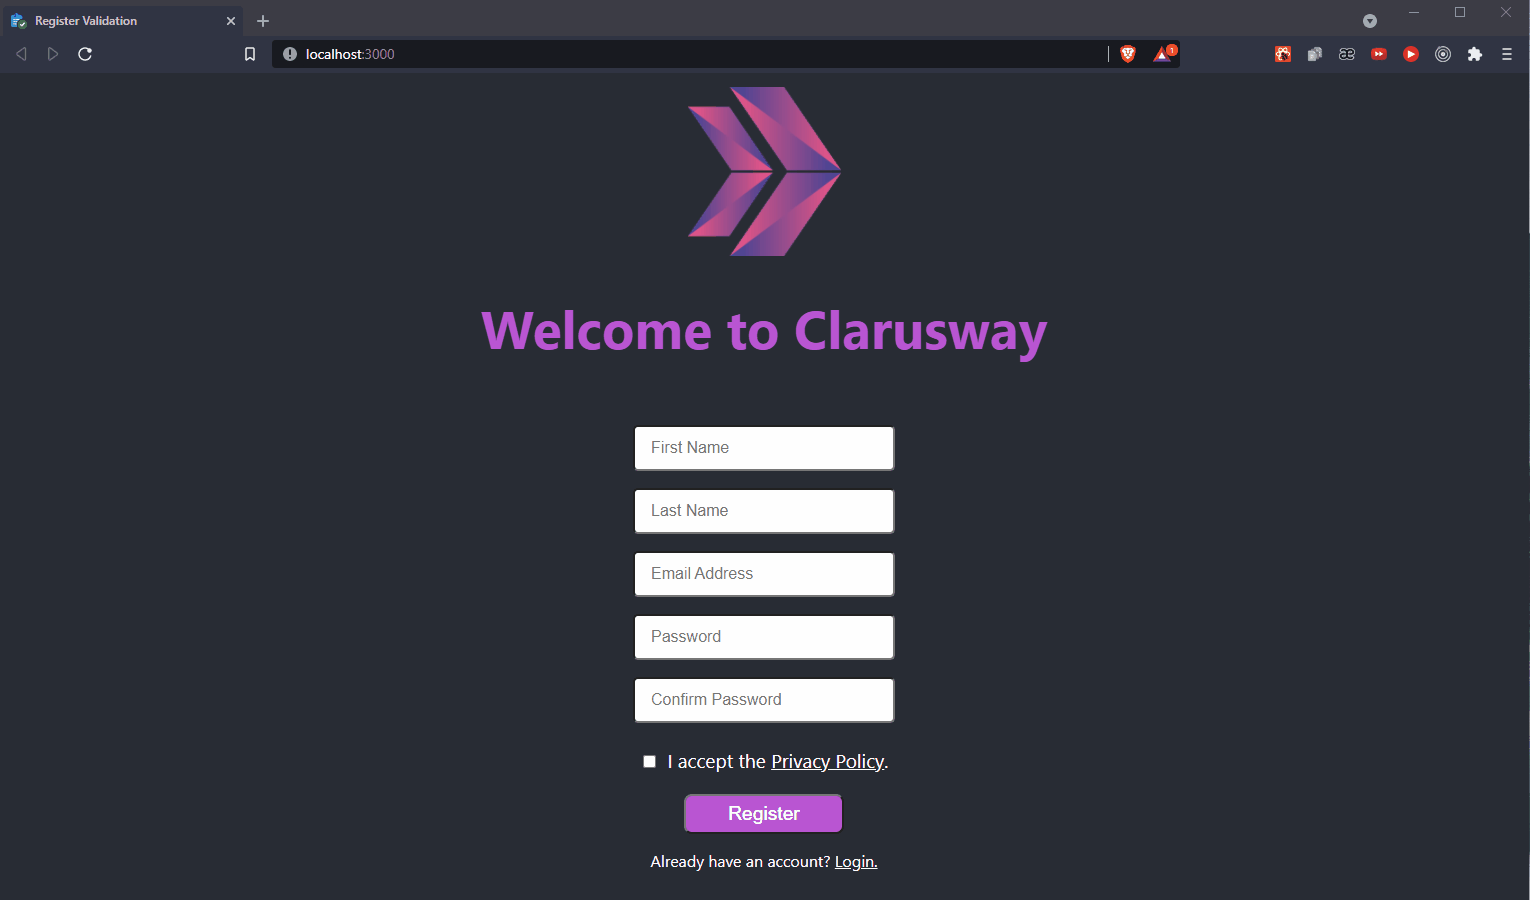 Register Validation
localhost:3000
1
Welcome to Clarusway
First Name
Last Name
Email Address
Password
Confirm Password
I accept the Privacy Policy.
Register
Already have an account? Login.